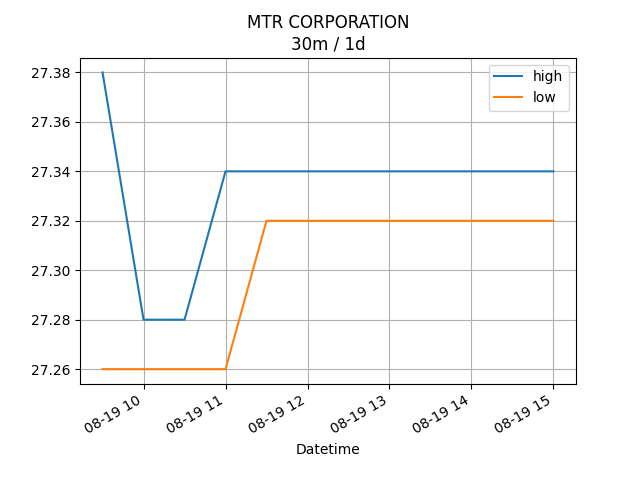 MTR CORPORATION
30m / 1d
high
low
27.38
27.36
27.34
27.32
27.30
27.28
27.26
08-19 10
08-19 11
08-19 12
08-19 13
08-19 14
08-19 15
Datetime